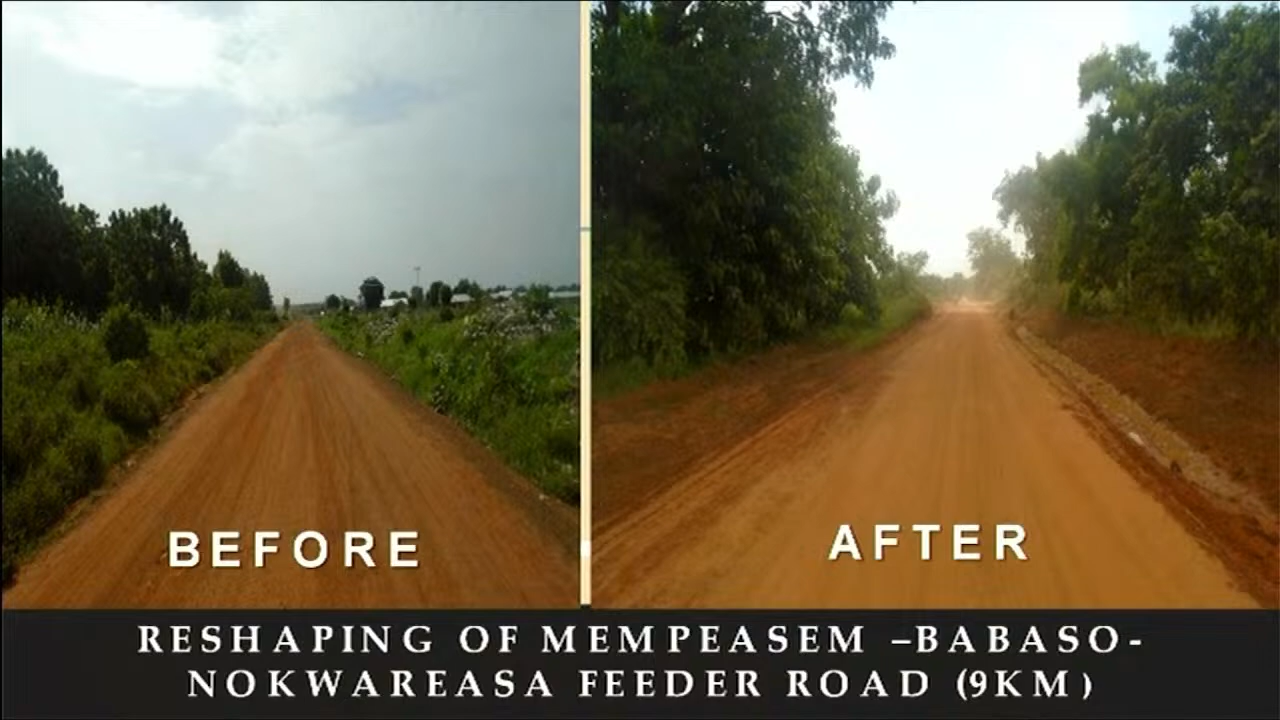 BEFORE
AFTER
RESHAPING OF MEMPEASEM –BABASO-
NOKWAREASA FEEDER ROAD (9KM)